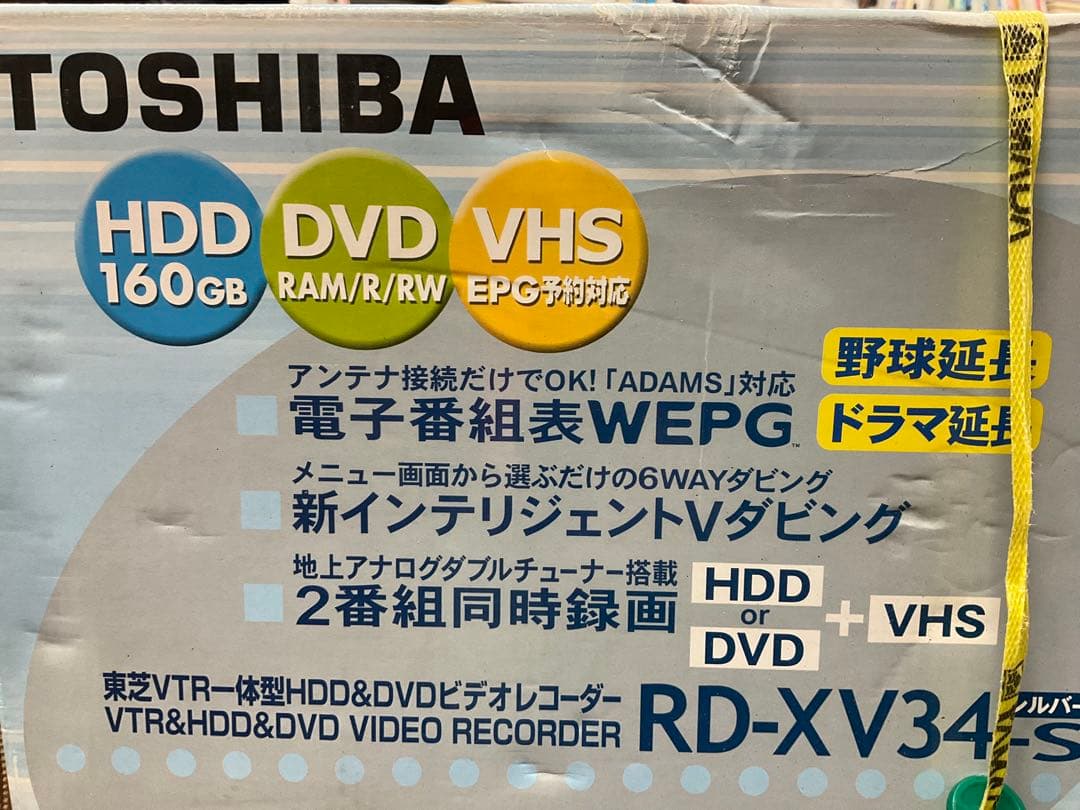 TOSHIBA
HDD
160GB
DVD
RAM/R/RW
VHS
EPG予約対応
アンテナ接続だけでOK!「ADAMS」対応
電子番組表WEPG™
野球延長
ドラマ延長
メニュー画面から選ぶだけの6WAYダビング
新インテリジェントVダビング
地上アナログダブルチューナー搭載
2番組同時録画
HDD
or
DVD
+
VHS
東芝VTR一体型HDD&DVDビデオレコーダー
VTR&HDD&DVD VIDEO RECORDER
RD-XV34
シルバー
-S